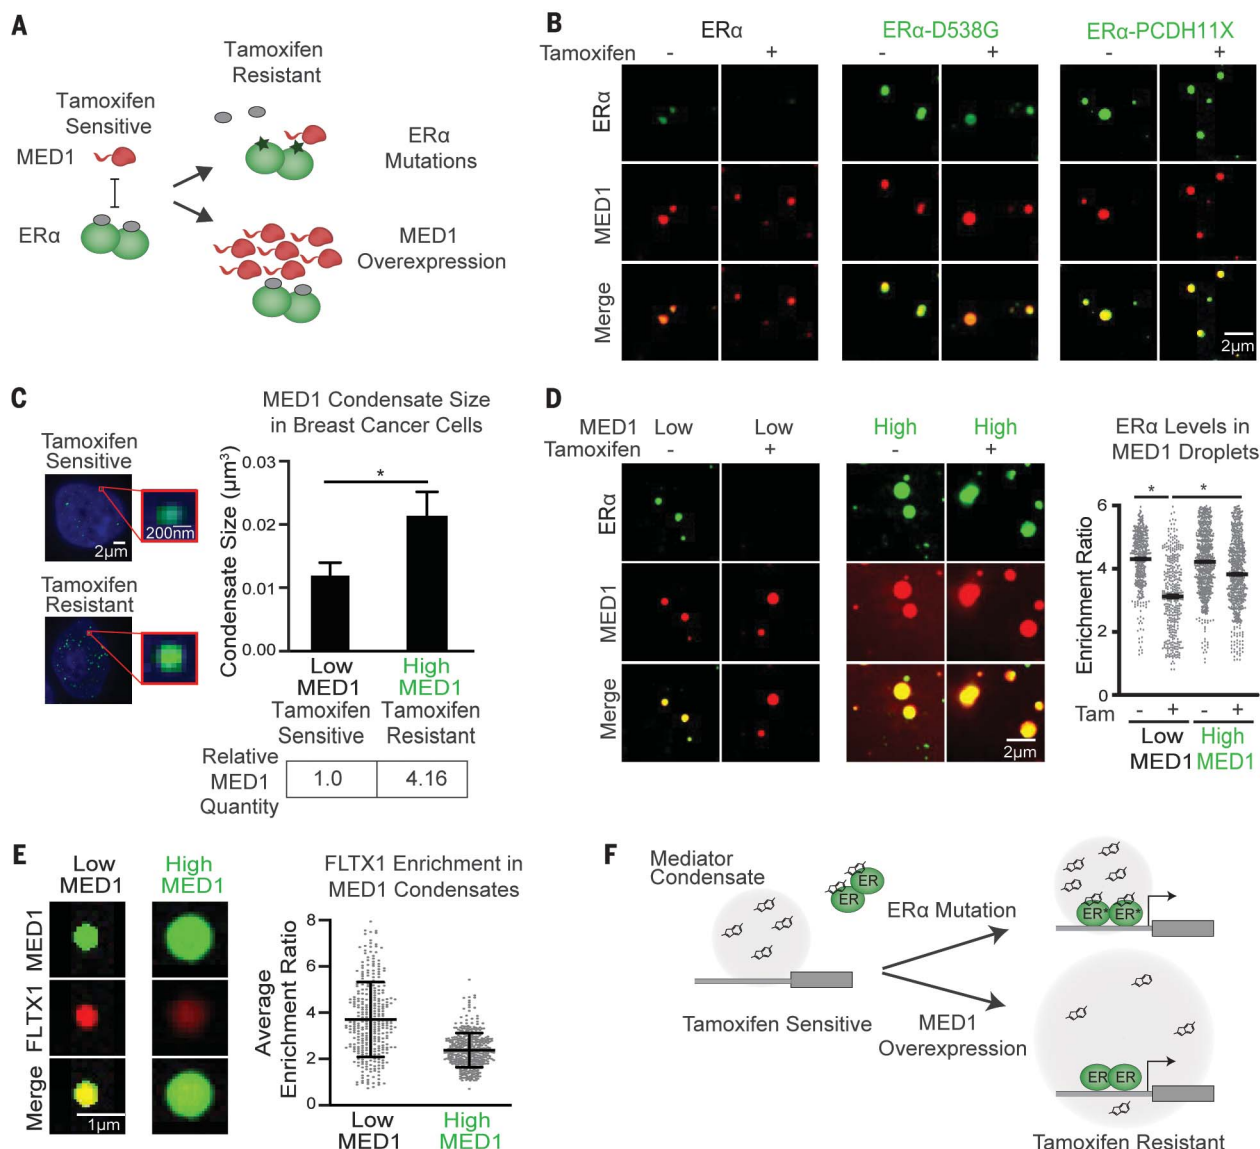 A
Tamoxifen
Resistant
Tamoxifen
Sensitive
MED1
ERα
Mutations
ERα
MED1
Overexpression
B
ERα
ERα-D538G
ERα-PCDH11X
Tamoxifen - + - + - +
ERα
MED1
Merge
2µm
C
MED1 Condensate Size
in Breast Cancer Cells
Tamoxifen
Sensitive
2µm
200nm
Tamoxifen
Resistant
Condensate Size (µm³)
0.03
0.02
0.01
0.00
*
Low
MED1
Tamoxifen
Sensitive
High
MED1
Tamoxifen
Resistant
Relative
MED1
Quantity
1.0
4.16
D
MED1 Low Low High High
Tamoxifen - + - +
ERα
MED1
Merge
2µm
ERα Levels in
MED1 Droplets
Enrichment Ratio
6
4
2
0
* *
Tam - + - +
Low
MED1
High
MED1
E
Low
MED1
High
MED1
MED1
FLTX1
Merge
1µm
FLTX1 Enrichment in
MED1 Condensates
Average
Enrichment Ratio
8
6
4
2
0
Low
MED1
High
MED1
F
Mediator
Condensate
ER
ER
ERα Mutation
ER*
ER*
Tamoxifen Sensitive
MED1
Overexpression
ER
ER
Tamoxifen Resistant